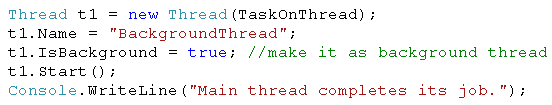 Thread t1 = new Thread(TaskOnThread);
t1.Name = "BackgroundThread";
t1.IsBackground = true; //make it as background thread
t1.Start();
Console.WriteLine("Main thread completes its job.");